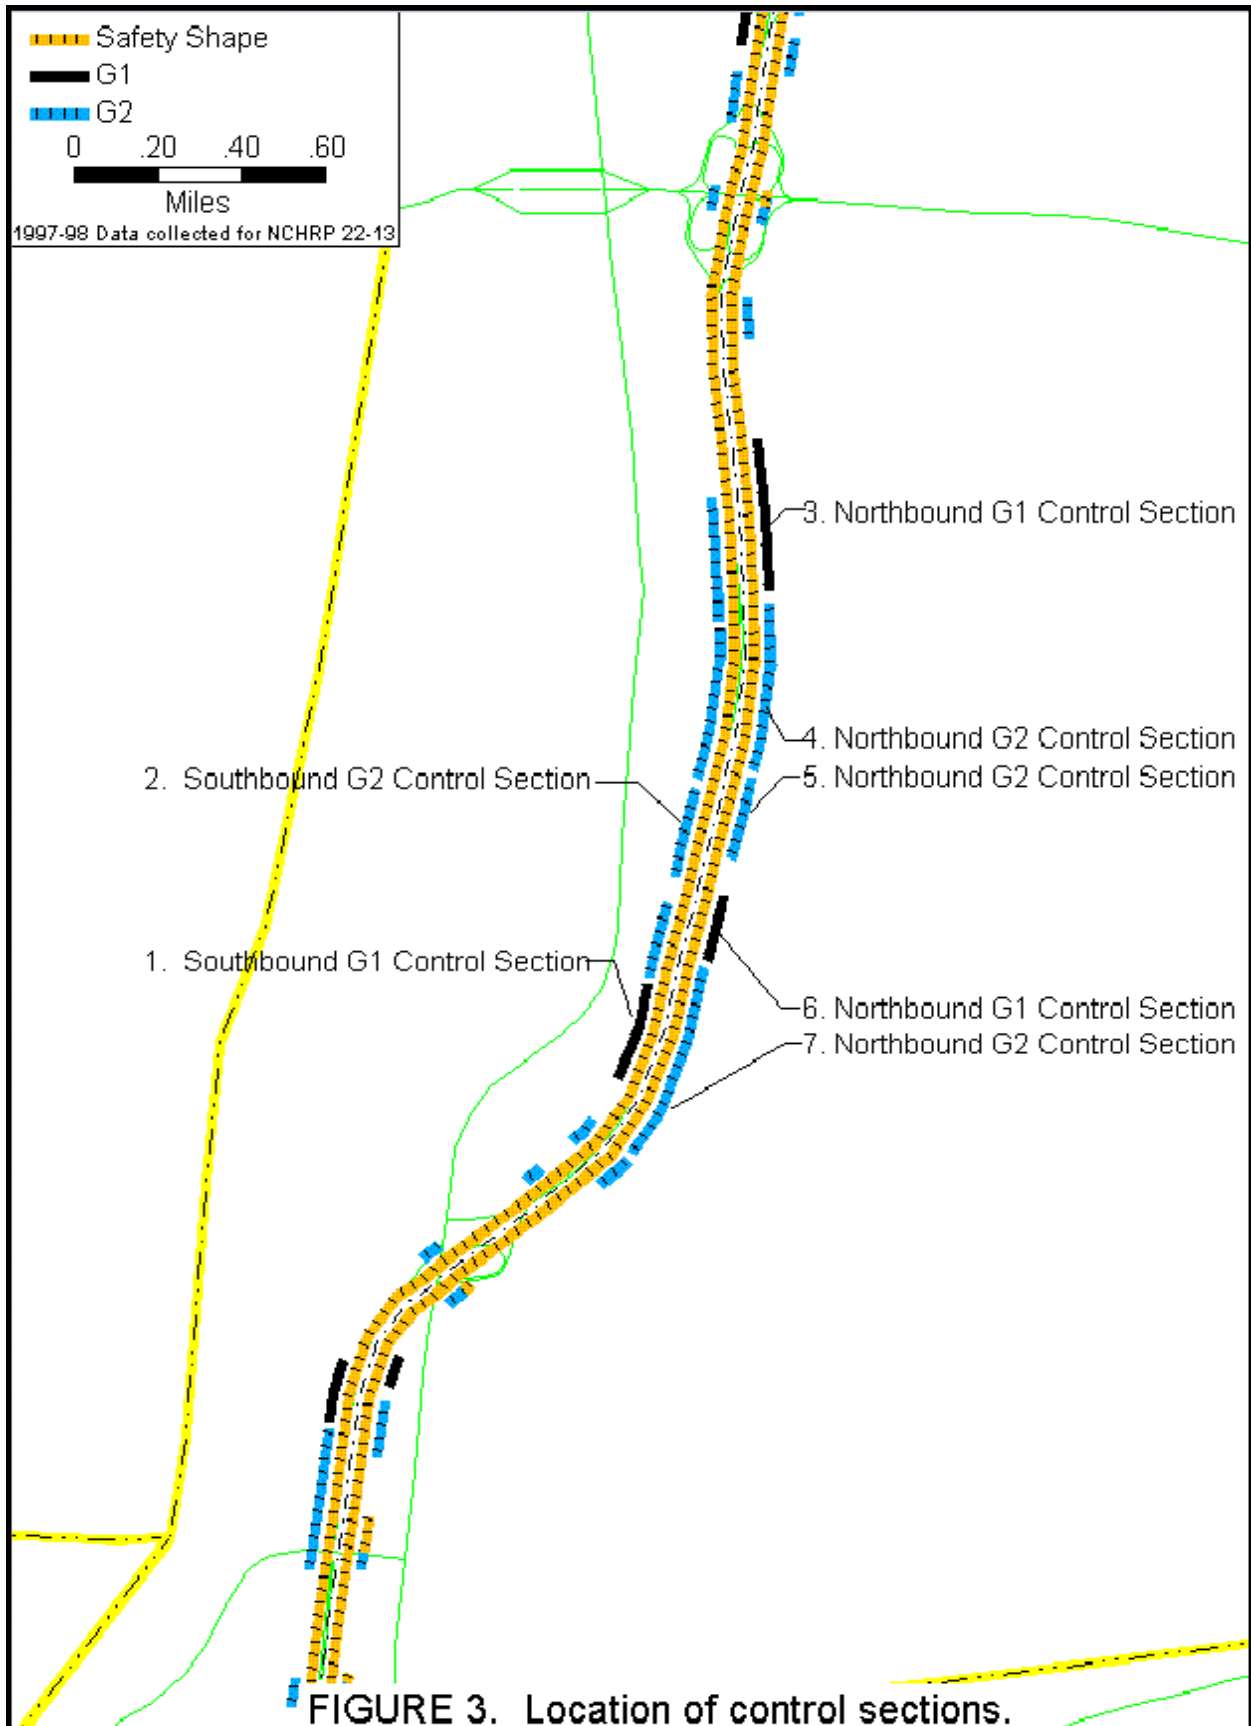 Safety Shape
G1
G2
0 .20 .40 .60
Miles
1997-98 Data collected for NCHRP 22-13
3. Northbound G1 Control Section
4. Northbound G2 Control Section
2. Southbound G2 Control Section
5. Northbound G2 Control Section
1. Southbound G1 Control Section
6. Northbound G1 Control Section
7. Northbound G2 Control Section
FIGURE 3. Location of control sections.